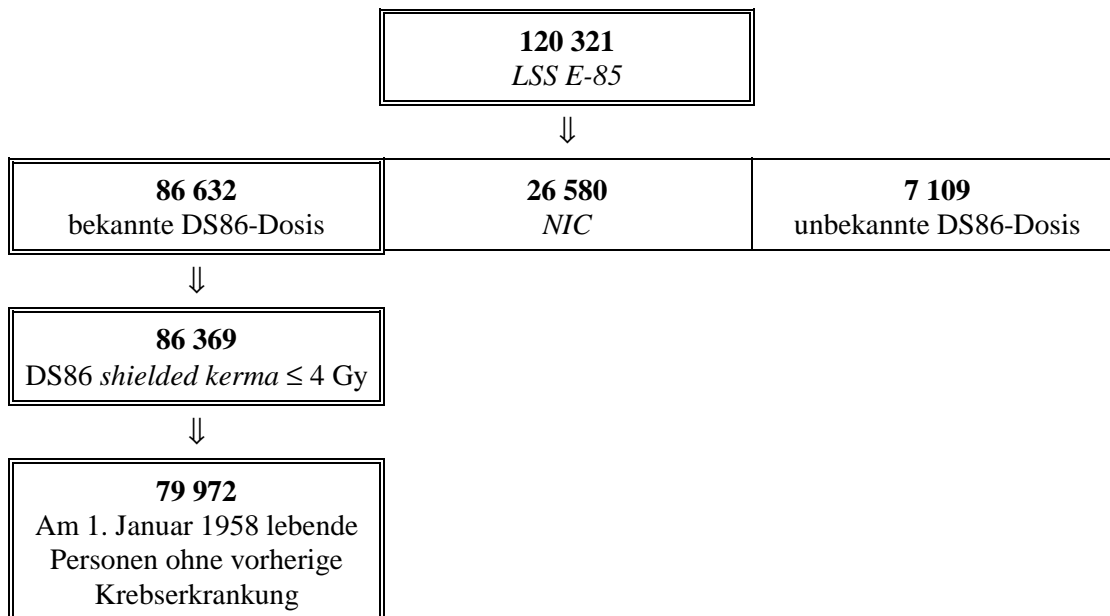 120 321
LSS E-85
⇓
86 632
bekannte DS86-Dosis
26 580
NIC
7 109
unbekannte DS86-Dosis
⇓
86 369
DS86 shielded kerma ≤ 4 Gy
⇓
79 972
Am 1. Januar 1958 lebende
Personen ohne vorherige
Krebserkrankung